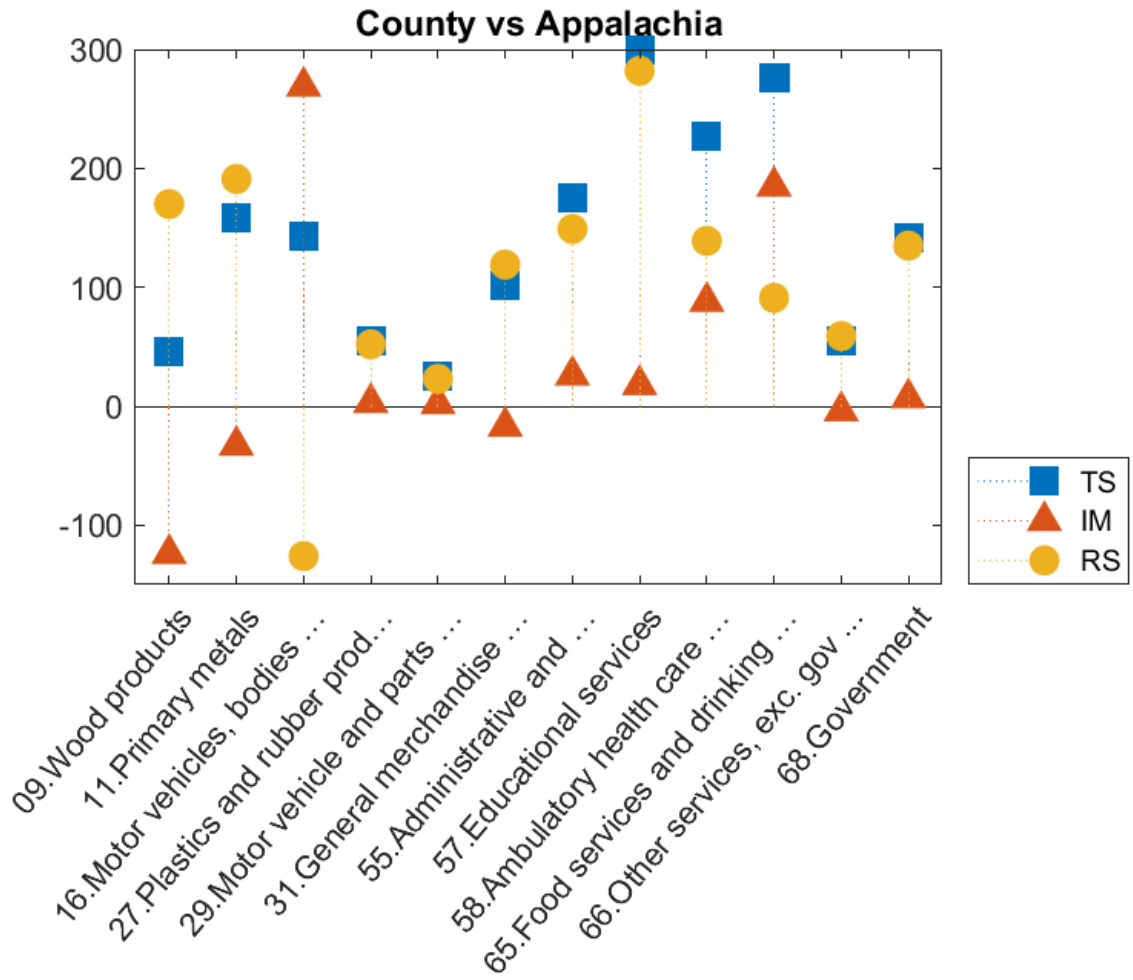 County vs Appalachia
300
200
100
0
-100
TS
IM
RS
09.Wood products
11.Primary metals
16.Motor vehicles, bodies ...
27.Plastics and rubber prod...
29.Motor vehicle and parts ...
31.General merchandise ...
55.Administrative and ...
57.Educational services
58.Ambulatory health care ...
65.Food services and drinking ...
66.Other services, exc. gov ...
68.Government